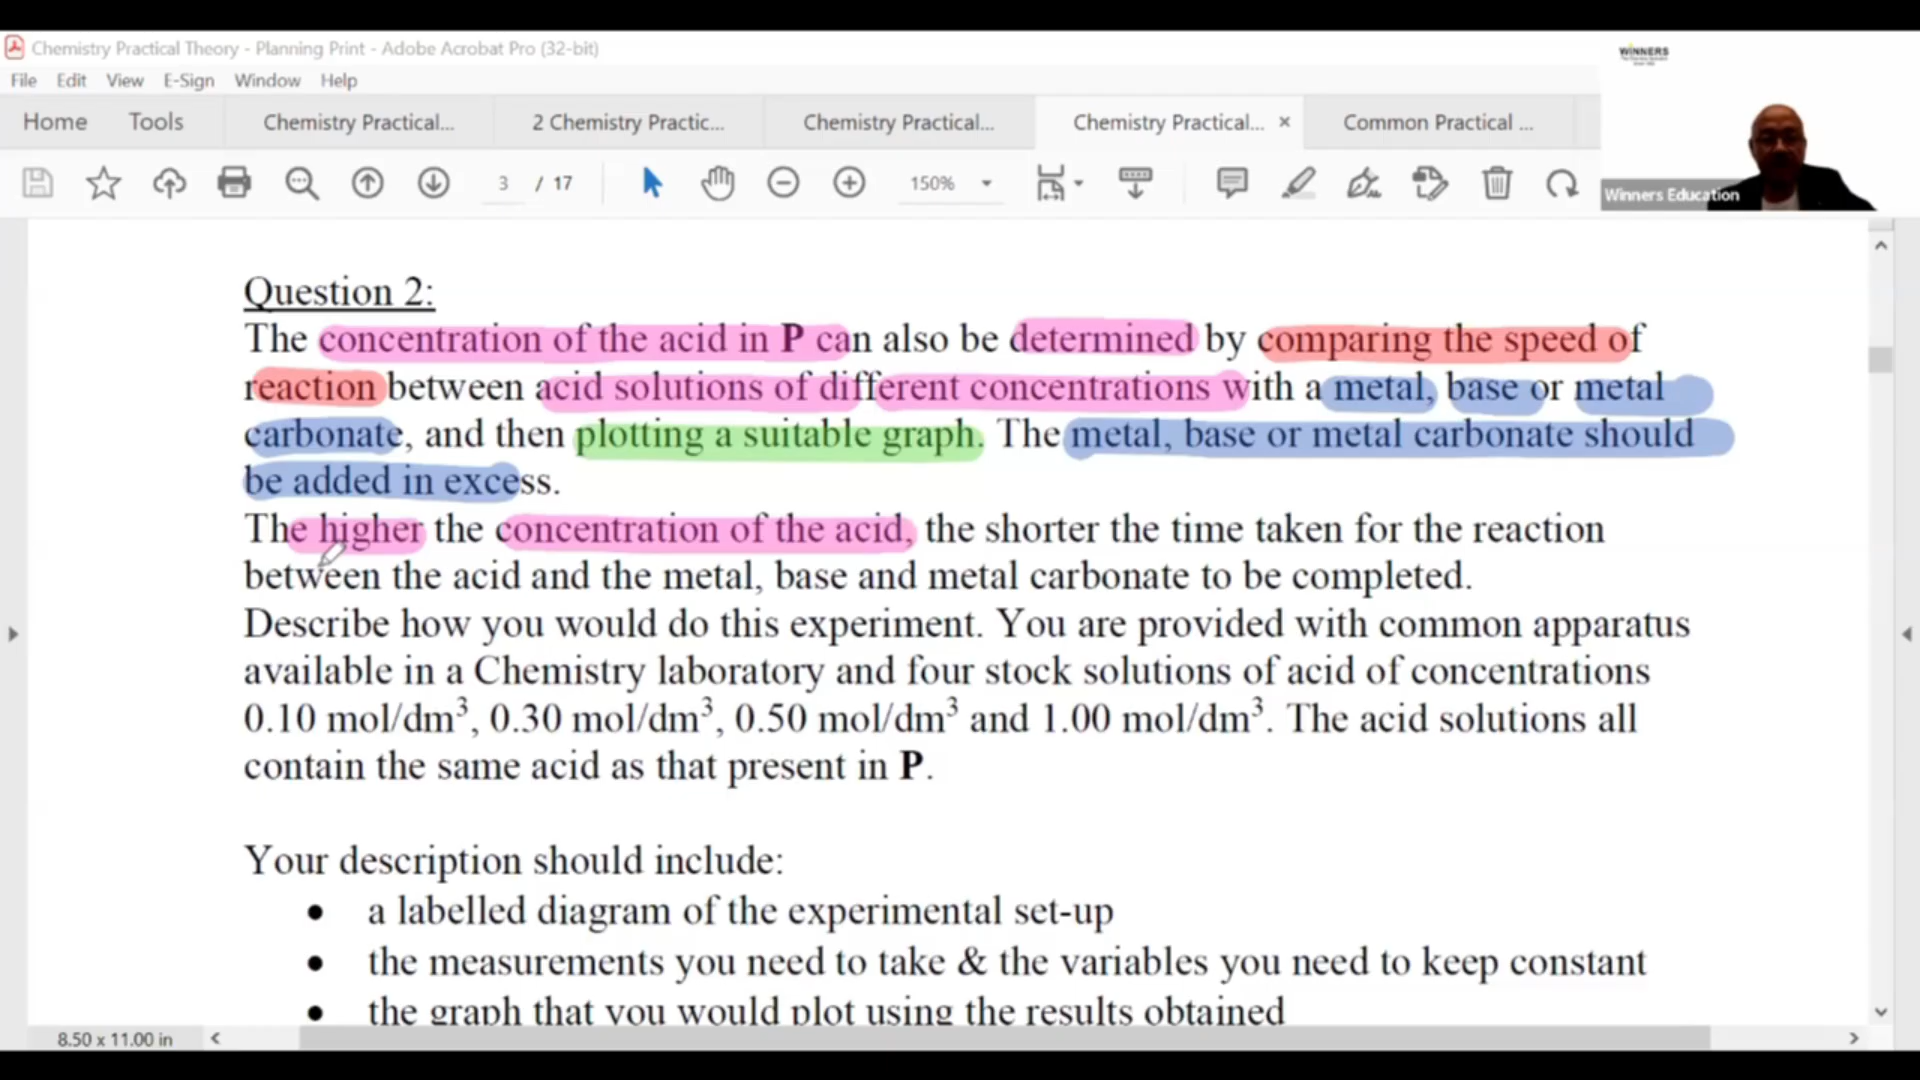 Chemistry Practical Theory - Planning Print - Adobe Acrobat Pro (32-bit)
WINNERS
File Edit View E-Sign Window Help
Home Tools Chemistry Practical... 2 Chemistry Practic... Chemistry Practical... Chemistry Practical... × Common Practical ...
3 / 17 150%
Winners Education
Question 2:
The concentration of the acid in P can also be determined by comparing the speed of
reaction between acid solutions of different concentrations with a metal, base or metal
carbonate, and then plotting a suitable graph. The metal, base or metal carbonate should
be added in excess.
The higher the concentration of the acid, the shorter the time taken for the reaction
between the acid and the metal, base and metal carbonate to be completed.
Describe how you would do this experiment. You are provided with common apparatus
available in a Chemistry laboratory and four stock solutions of acid of concentrations
0.10 mol/dm³, 0.30 mol/dm³, 0.50 mol/dm³ and 1.00 mol/dm³. The acid solutions all
contain the same acid as that present in P.
Your description should include:
• a labelled diagram of the experimental set-up
• the measurements you need to take & the variables you need to keep constant
• the graph that you would plot using the results obtained
8.50 x 11.00 in